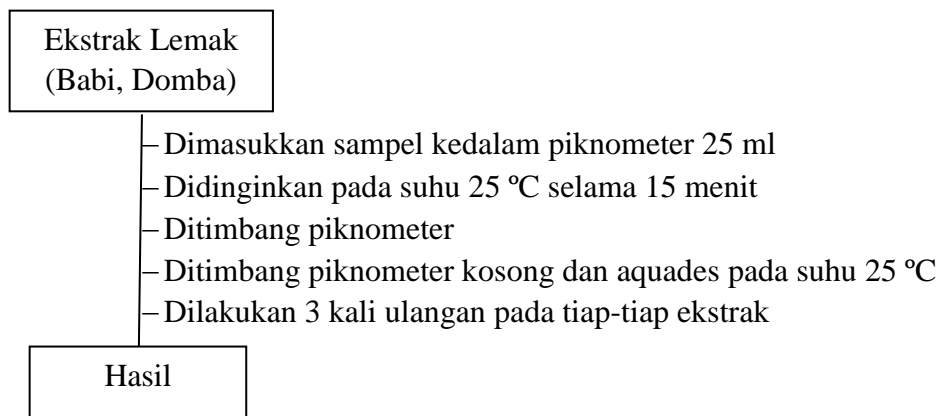 Ekstrak Lemak
(Babi, Domba)
– Dimasukkan sampel kedalam piknometer 25 ml
– Didinginkan pada suhu 25 ºC selama 15 menit
– Ditimbang piknometer
– Ditimbang piknometer kosong dan aquades pada suhu 25 ºC
– Dilakukan 3 kali ulangan pada tiap-tiap ekstrak
Hasil